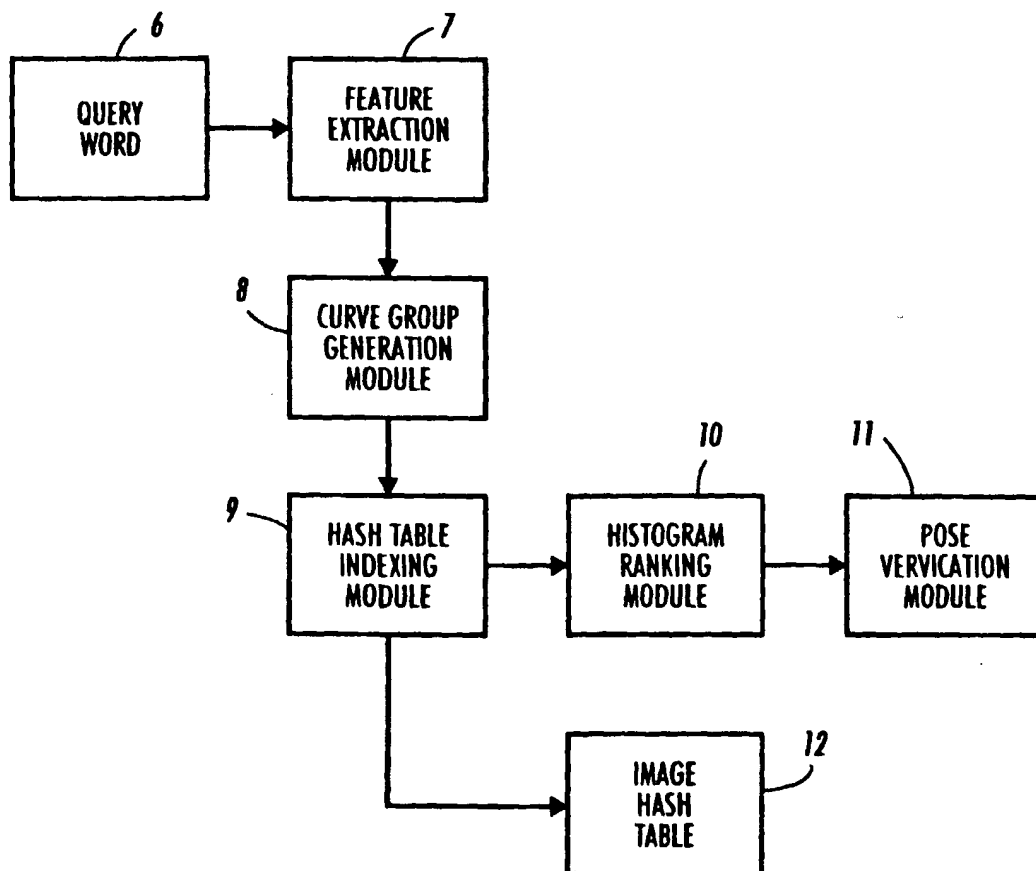 6
QUERY
WORD
7
FEATURE
EXTRACTION
MODULE
8
CURVE GROUP
GENERATION
MODULE
9
HASH TABLE
INDEXING
MODULE
10
HISTOGRAM
RANKING
MODULE
11
POSE
VERVICATION
MODULE
12
IMAGE
HASH
TABLE